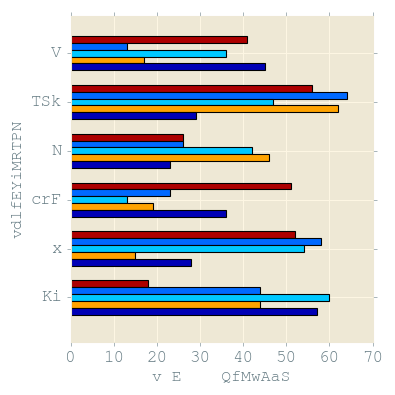 V
TSk
N
crF
x
Ki
vdlfEYiMRTPN
0 10 20 30 40 50 60 70
v E    QfMwAaS